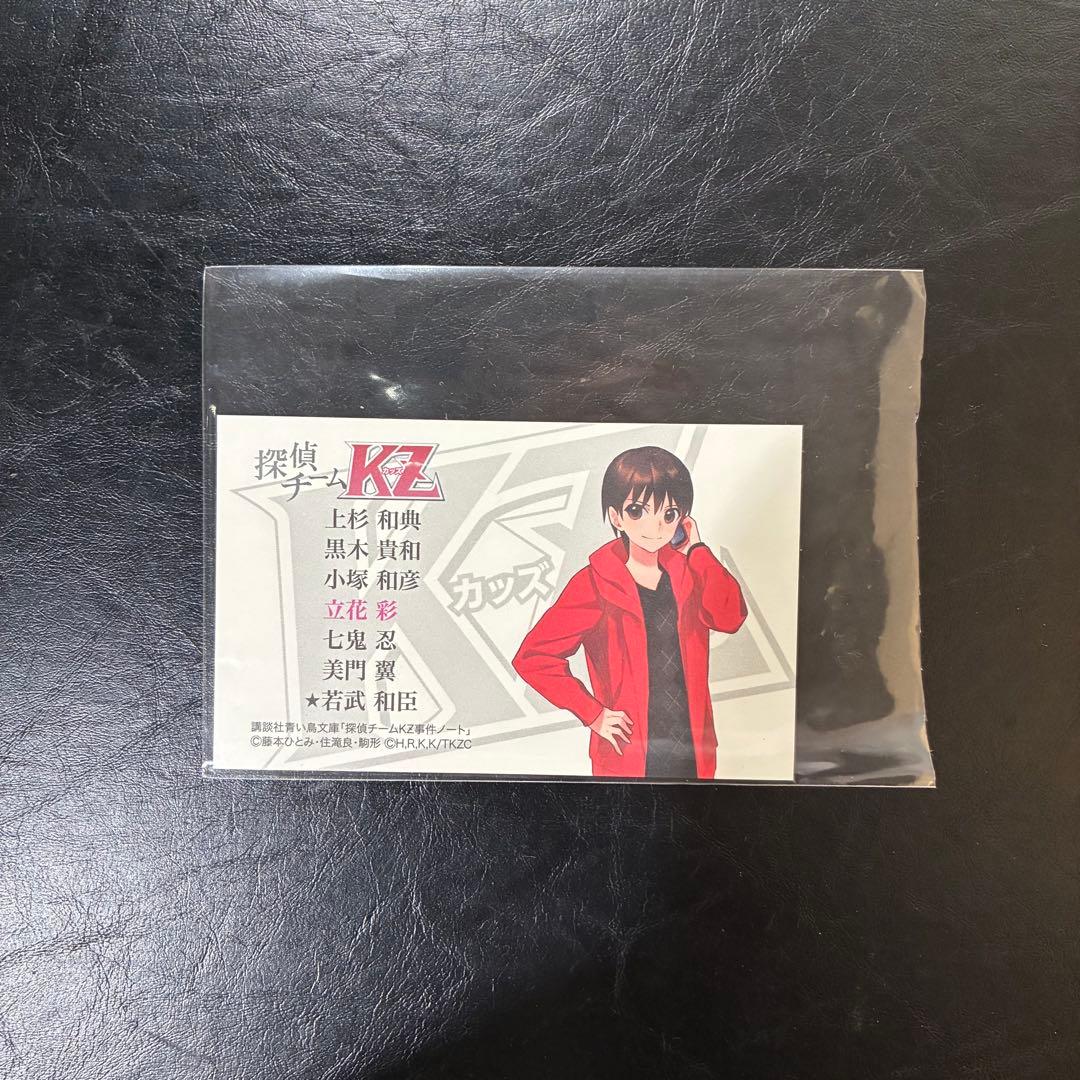 探偵
チーム KZ
カッズ
上杉 和典
黒木 貴和
小塚 和彦
立花 彩
七鬼 忍
美門 翼
★若武 和臣
講談社青い鳥文庫「探偵チームKZ事件ノート」
©藤本ひとみ・住滝良・駒形 ©H,R,K,K/TKZC
KZ
カッズ